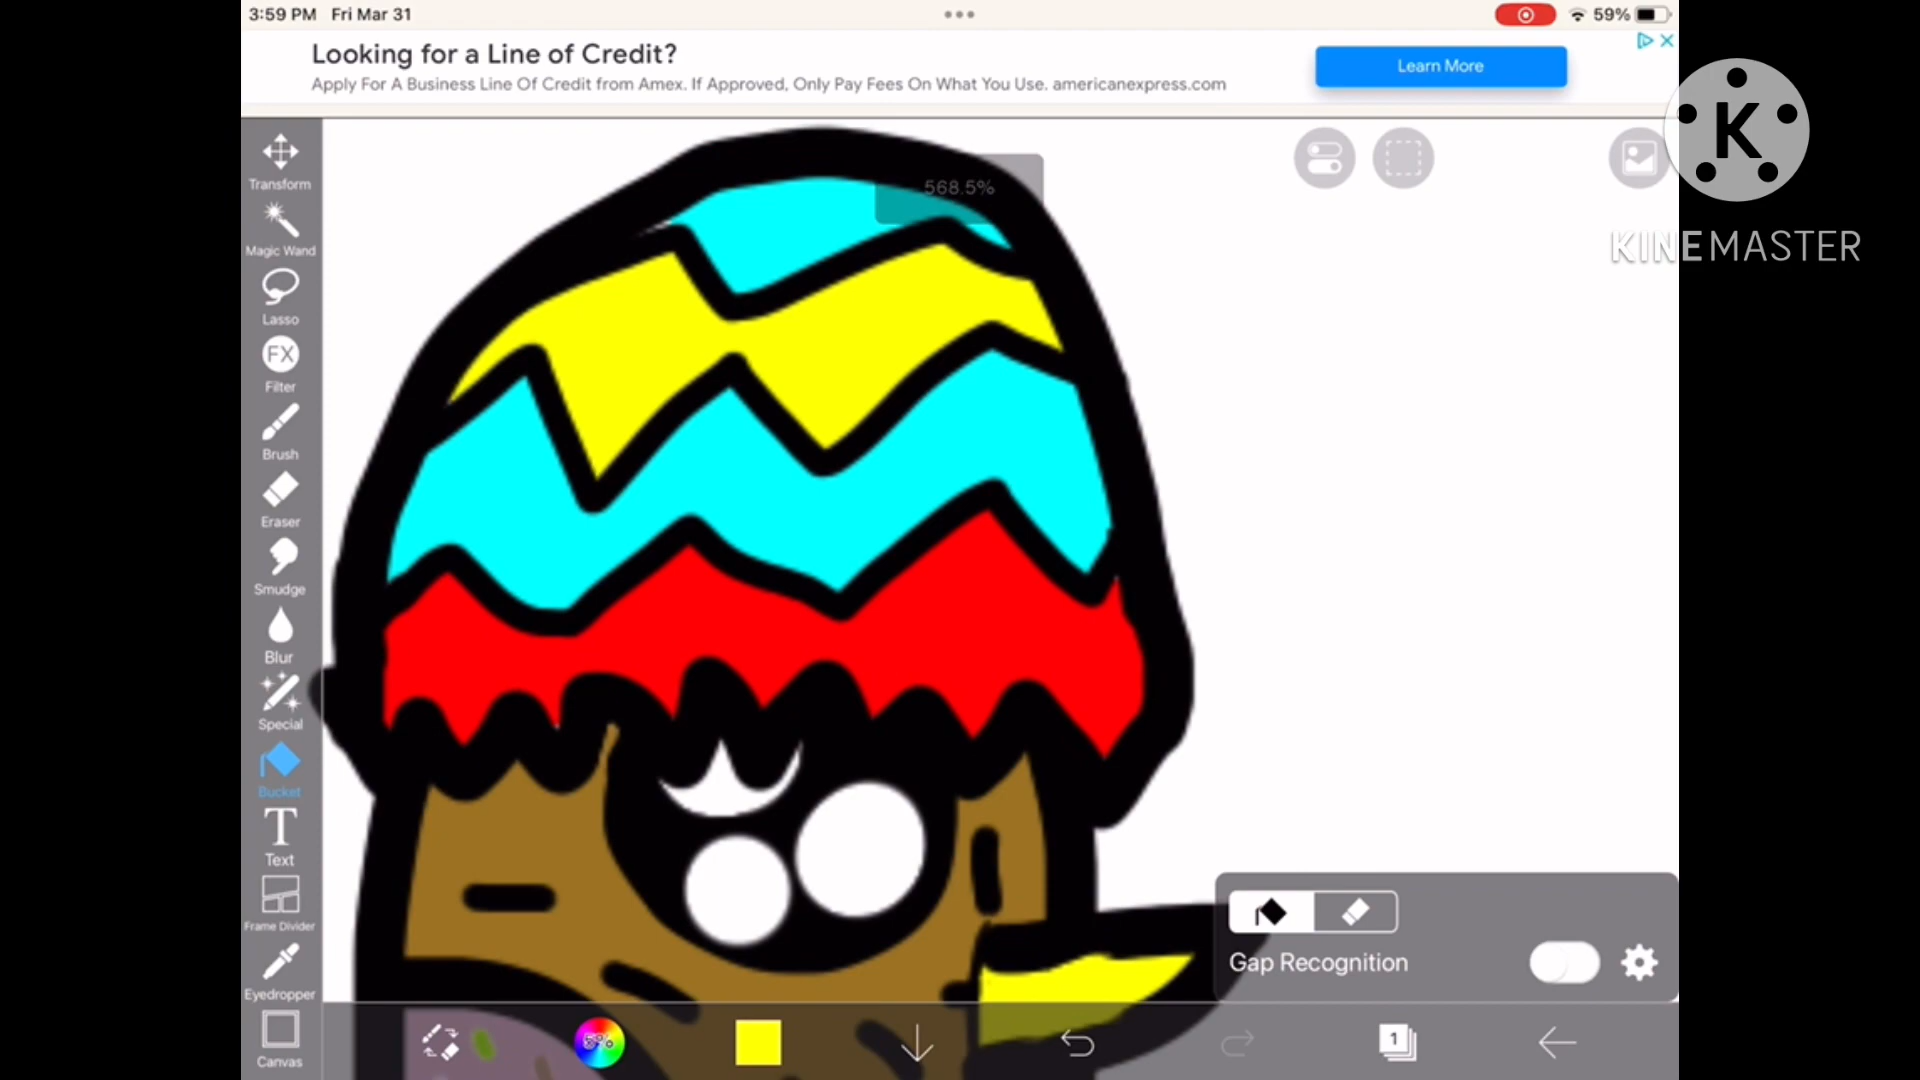 3:59 PM Fri Mar 31
59%
Looking for a Line of Credit?
Apply For A Business Line Of Credit from Amex. If Approved, Only Pay Fees On What You Use. americanexpress.com
Learn More
K
KINEMASTER
568.5%
Transform
Magic Wand
Lasso
FX
Filter
Brush
Eraser
Smudge
Blur
Special
Bucket
T
Text
Frame Divider
Eyedropper
Canvas
Gap Recognition
1